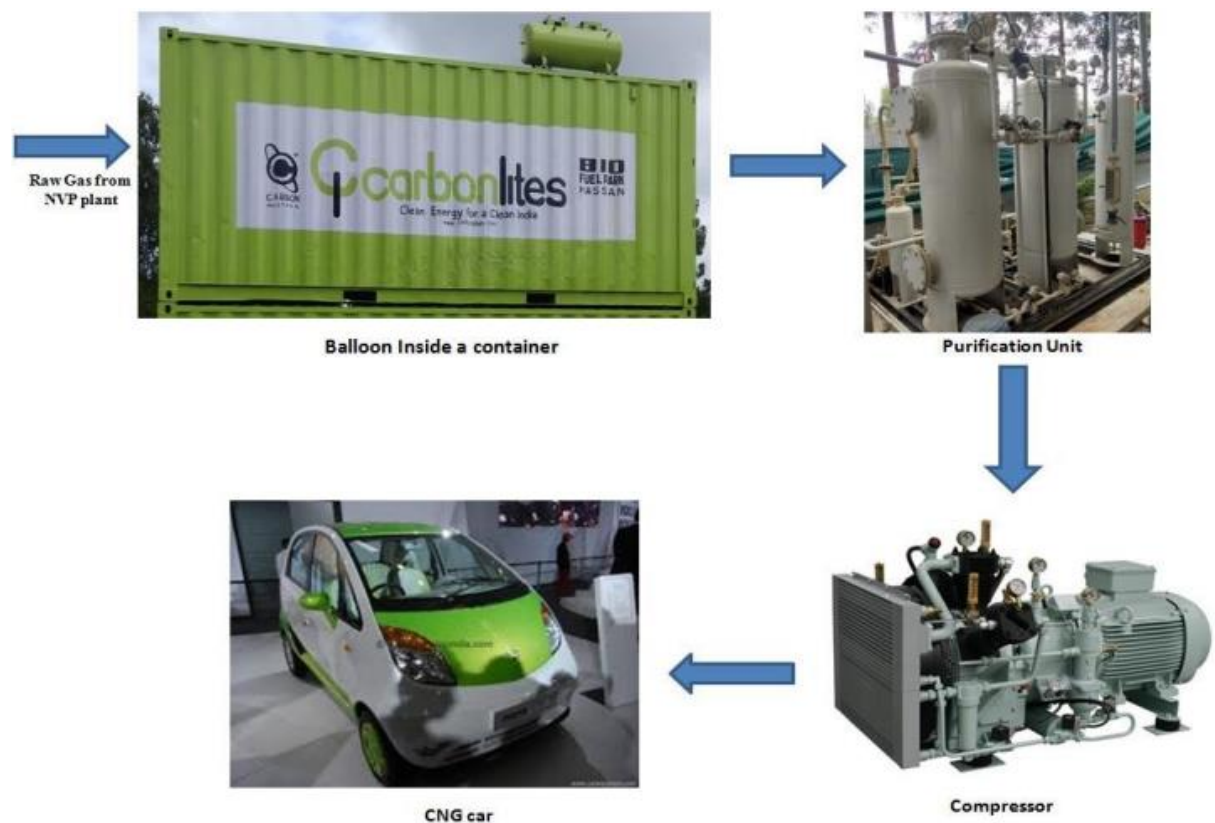 Raw Gas from
NVP plant
carbonlites
Clean Energy for a Clean India
CARBON
BIO
FUEL PARK
HASSAN
Balloon Inside a container
Purification Unit
CNG car
Compressor